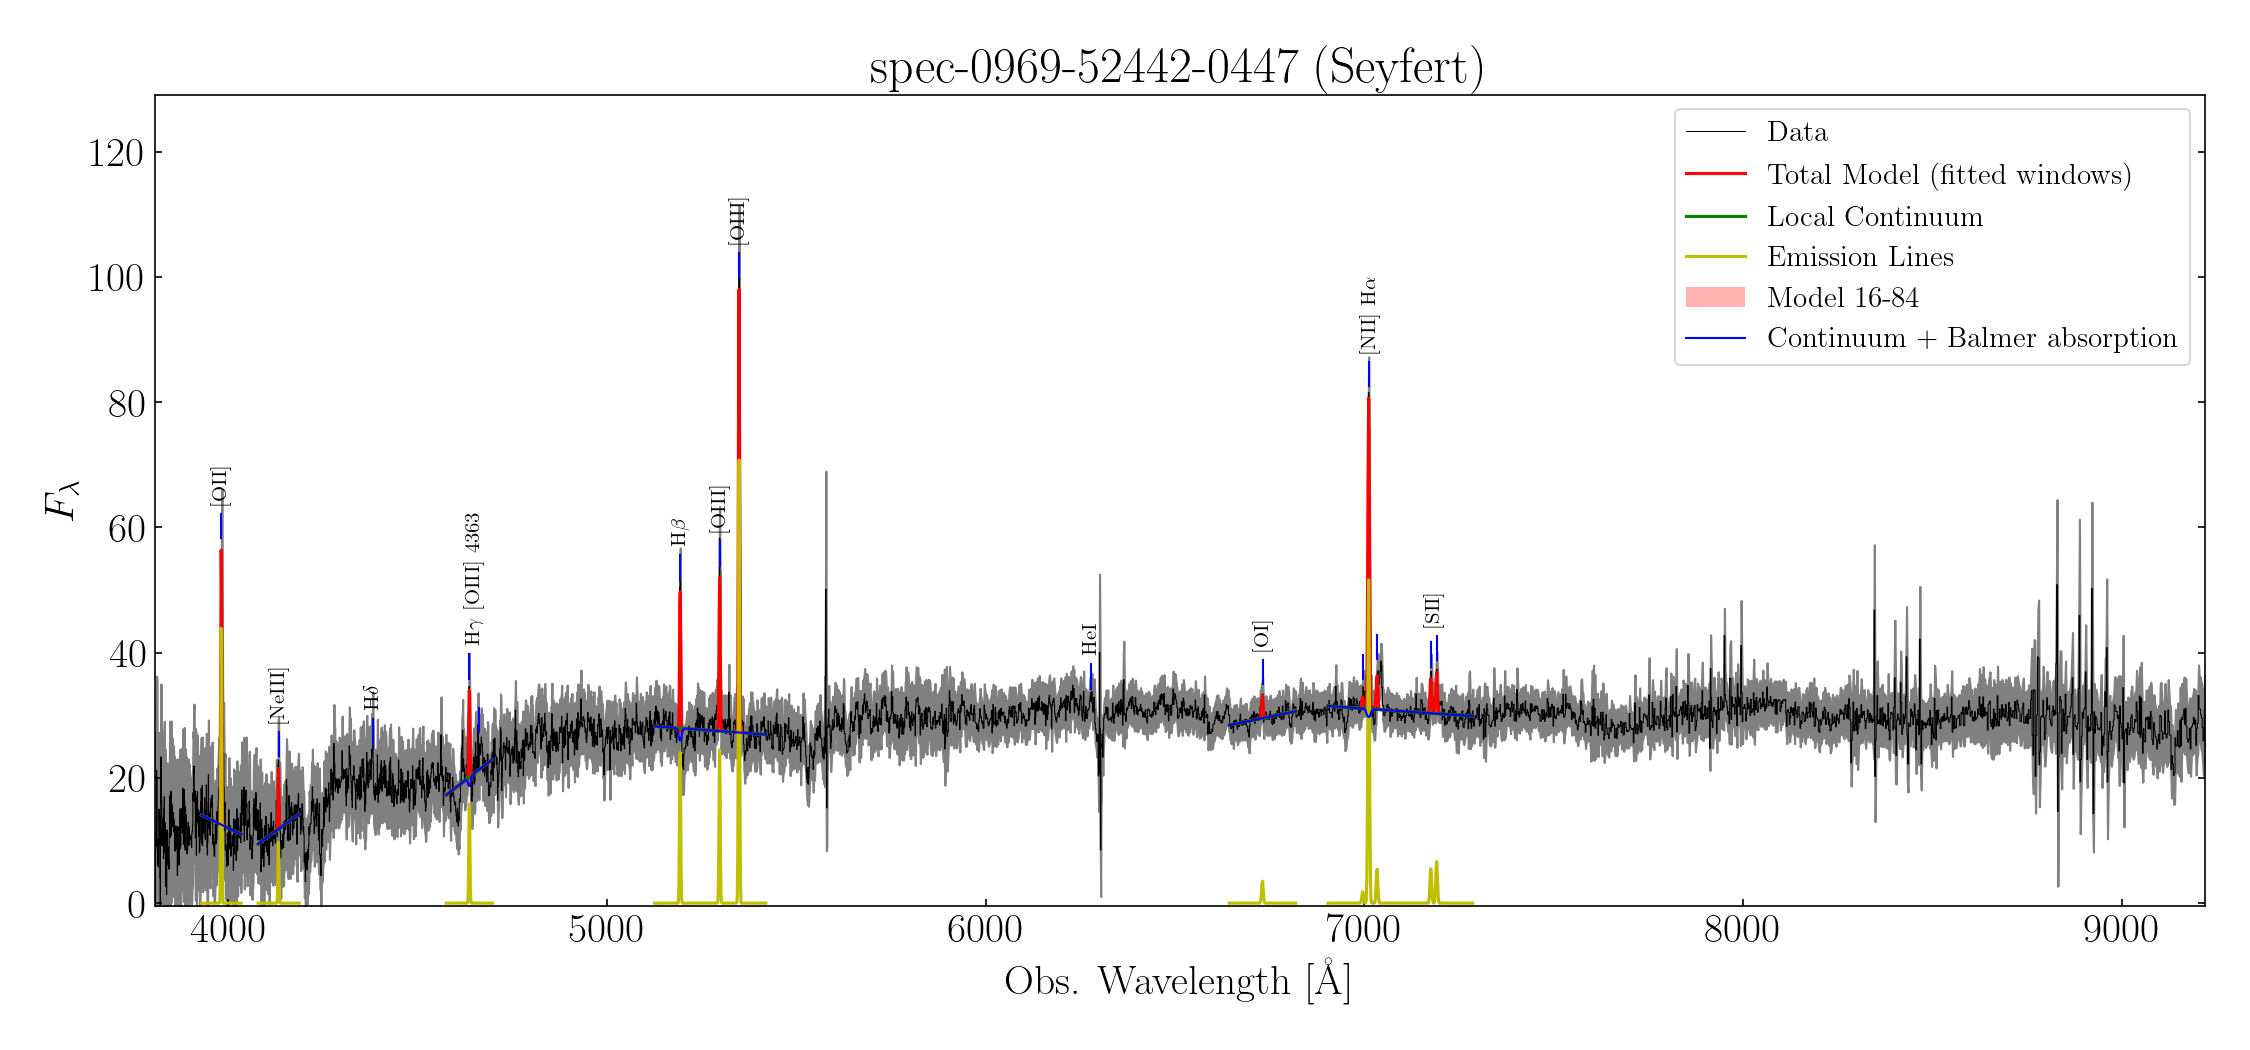 spec-0969-52442-0447 (Seyfert)
Data
Total Model (fitted windows)
Local Continuum
Emission Lines
Model 16-84
Continuum + Balmer absorption
[OII]
[NeIII]
Hδ
Hγ [OIII] 4363
Hβ
[OIII]
[OIII]
HeI
[OI]
[NII] Hα
[SII]
Fλ
120
100
80
60
40
20
0
4000 5000 6000 7000 8000 9000
Obs. Wavelength [Å]